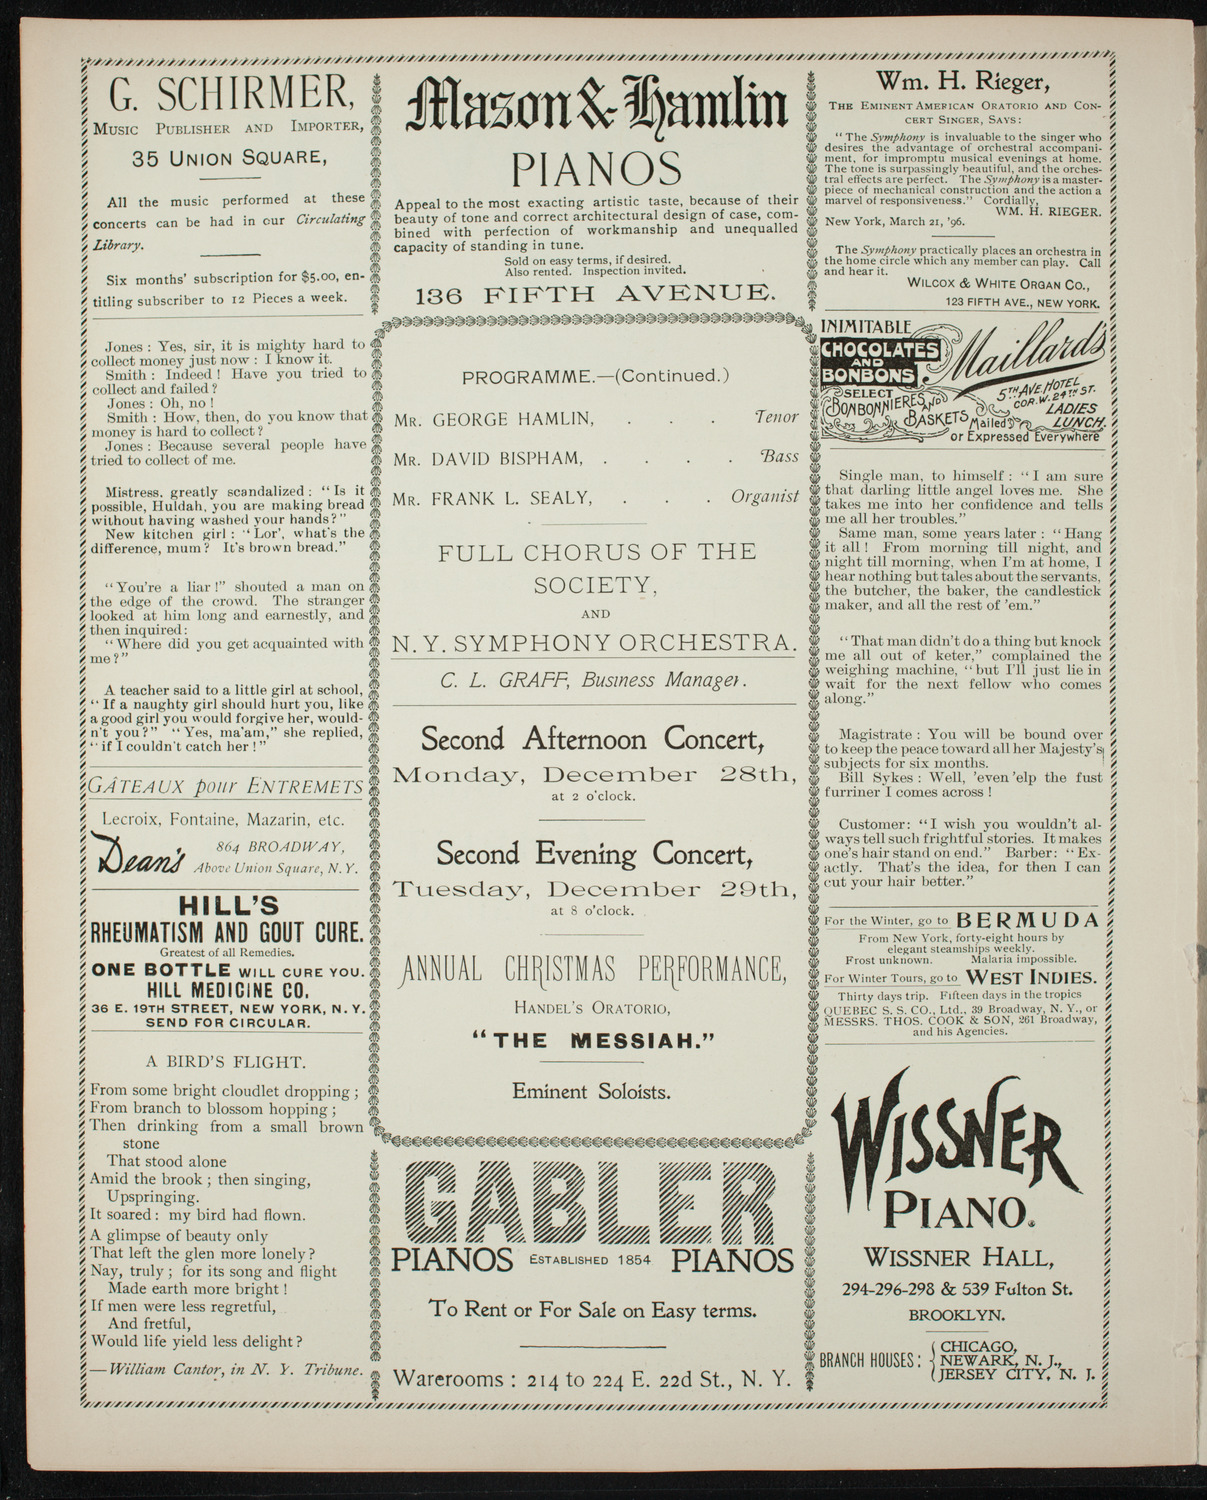 G. SCHIRMER,
MUSIC PUBLISHER AND IMPORTER,
35 UNION SQUARE,
All the music performed at these
concerts can be had in our Circulating
Library.
Six months' subscription for $5.00, en-
titling subscriber to 12 Pieces a week.
Jones : Yes, sir, it is mighty hard to
collect money just now : I know it.
Smith : Indeed ! Have you tried to
collect and failed ?
Jones : Oh, no !
Smith : How, then, do you know that
money is hard to collect ?
Jones : Because several people have
tried to collect of me.
Mistress, greatly scandalized : “ Is it
possible, Huldah, you are making bread
without having washed your hands ? ”
New kitchen girl : “ Lor', what's the
difference, mum ? It's brown bread.”
“ You're a liar !” shouted a man on
the edge of the crowd. The stranger
looked at him long and earnestly, and
then inquired:
“ Where did you get acquainted with
me ? ”
A teacher said to a little girl at school,
“ If a naughty girl should hurt you, like
a good girl you would forgive her, would-
n't you ? ” “ Yes, ma'am,” she replied,
“ if I couldn't catch her ! ”
GÂTEAUX pour ENTREMETS
Lecroix, Fontaine, Mazarin, etc.
Dean's
864 BROADWAY,
Above Union Square, N. Y.
HILL'S
RHEUMATISM AND GOUT CURE.
Greatest of all Remedies.
ONE BOTTLE WILL CURE YOU.
HILL MEDICINE CO.
36 E. 19TH STREET, NEW YORK, N. Y.
SEND FOR CIRCULAR.
A BIRD'S FLIGHT.
From some bright cloudlet dropping ;
From branch to blossom hopping ;
Then drinking from a small brown
stone
That stood alone
Amid the brook ; then singing,
Upspringing.
It soared : my bird had flown.
A glimpse of beauty only
That left the glen more lonely ?
Nay, truly ; for its song and flight
Made earth more bright !
If men were less regretful,
And fretful,
Would life yield less delight ?
—William Cantor, in N. Y. Tribune.
Mason & Hamlin
PIANOS
Appeal to the most exacting artistic taste, because of their
beauty of tone and correct architectural design of case, com-
bined with perfection of workmanship and unequalled
capacity of standing in tune.
Sold on easy terms, if desired.
Also rented. Inspection invited.
136 FIFTH AVENUE.
PROGRAMME.—(Continued.)
MR. GEORGE HAMLIN, . . . Tenor
MR. DAVID BISPHAM, . . . . Bass
MR. FRANK L. SEALY, . . . Organist
FULL CHORUS OF THE
SOCIETY,
AND
N. Y. SYMPHONY ORCHESTRA.
C. L. GRAFF, Business Manager.
Second Afternoon Concert,
Monday, December 28th,
at 2 o'clock.
Second Evening Concert,
Tuesday, December 29th,
at 8 o'clock.
ANNUAL CHRISTMAS PERFORMANCE,
HANDEL'S ORATORIO,
“THE MESSIAH.”
Eminent Soloists.
GABLER
PIANOS ESTABLISHED 1854 PIANOS
To Rent or For Sale on Easy terms.
Warerooms : 214 to 224 E. 22d St., N. Y.
Wm. H. Rieger,
THE EMINENT AMERICAN ORATORIO AND CON-
CERT SINGER, SAYS :
“ The Symphony is invaluable to the singer who
desires the advantage of orchestral accompani-
ment, for impromptu musical evenings at home.
The tone is surpassingly beautiful, and the orches-
tral effects are perfect. The Symphony is a master-
piece of mechanical construction and the action a
marvel of responsiveness.” Cordially,
WM. H. RIEGER.
New York, March 21, '96.
The Symphony practically places an orchestra in
the home circle which any member can play. Call
and hear it.
WILCOX & WHITE ORGAN CO.,
123 FIFTH AVE., NEW YORK.
INIMITABLE
CHOCOLATES
AND
BONBONS
Maillard's
SELECT
BONBONNIERES AND
BASKETS
5TH AVE HOTEL
COR. W. 24TH ST.
LADIES
LUNCH.
Mailed
or Expressed Everywhere
Single man, to himself : “ I am sure
that darling little angel loves me. She
takes me into her confidence and tells
me all her troubles.”
Same man, some years later : “ Hang
it all ! From morning till night, and
night till morning, when I'm at home, I
hear nothing but tales about the servants,
the butcher, the baker, the candlestick
maker, and all the rest of 'em.”
“ That man didn't do a thing but knock
me all out of keter,” complained the
weighing machine, “ but I'll just lie in
wait for the next fellow who comes
along.”
Magistrate : You will be bound over
to keep the peace toward all her Majesty's
subjects for six months.
Bill Sykes : Well, 'even 'elp the fust
furriner I comes across !
Customer: “ I wish you wouldn't al-
ways tell such frightful stories. It makes
one's hair stand on end.” Barber: “ Ex-
actly. That's the idea, for then I can
cut your hair better.”
For the Winter, go to BERMUDA
From New York, forty-eight hours by
elegant steamships weekly.
Frost unknown. Malaria impossible.
For Winter Tours, go to WEST INDIES.
Thirty days trip. Fifteen days in the tropics
QUEBEC S. S. CO., Ltd., 39 Broadway, N. Y., or
MESSRS. THOS. COOK & SON, 261 Broadway,
and his Agencies.
WISSNER
PIANO.
WISSNER HALL,
294-296-298 & 539 Fulton St.
BROOKLYN.
BRANCH HOUSES : CHICAGO,
NEWARK, N. J.,
JERSEY CITY, N. J.